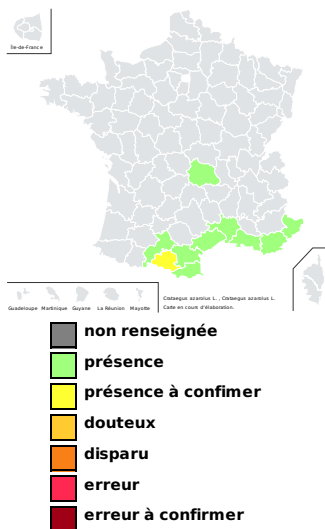 Île-de-France
Guadeloupe Martinique Guyane La Réunion Mayotte
Crataegus azarolus L. , Crataegus azarolus L.
Carte en cours d'élaboration.
non renseignée
présence
présence à confimer
douteux
disparu
erreur
erreur à confirmer